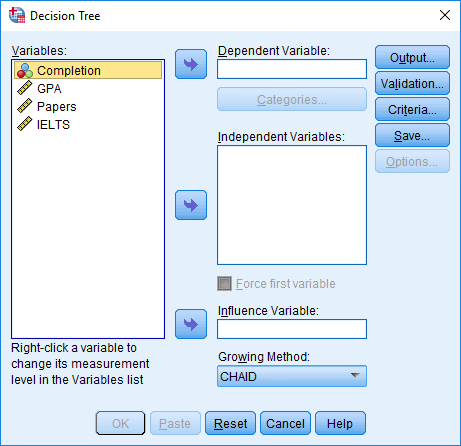 Decision Tree
Variables:
Completion
GPA
Papers
IELTS
Right-click a variable to
change its measurement
level in the Variables list
Dependent Variable:
Categories...
Independent Variables:
Force first variable
Influence Variable:
Growing Method:
CHAID
Output...
Validation...
Criteria...
Save...
Options...
OK
Paste
Reset
Cancel
Help